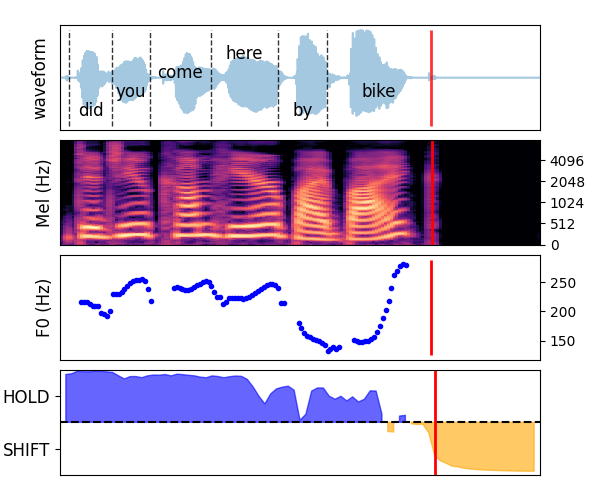 waveform
did you come here by bike
Mel (Hz)
4096
2048
1024
512
0
F0 (Hz)
250
200
150
HOLD
SHIFT